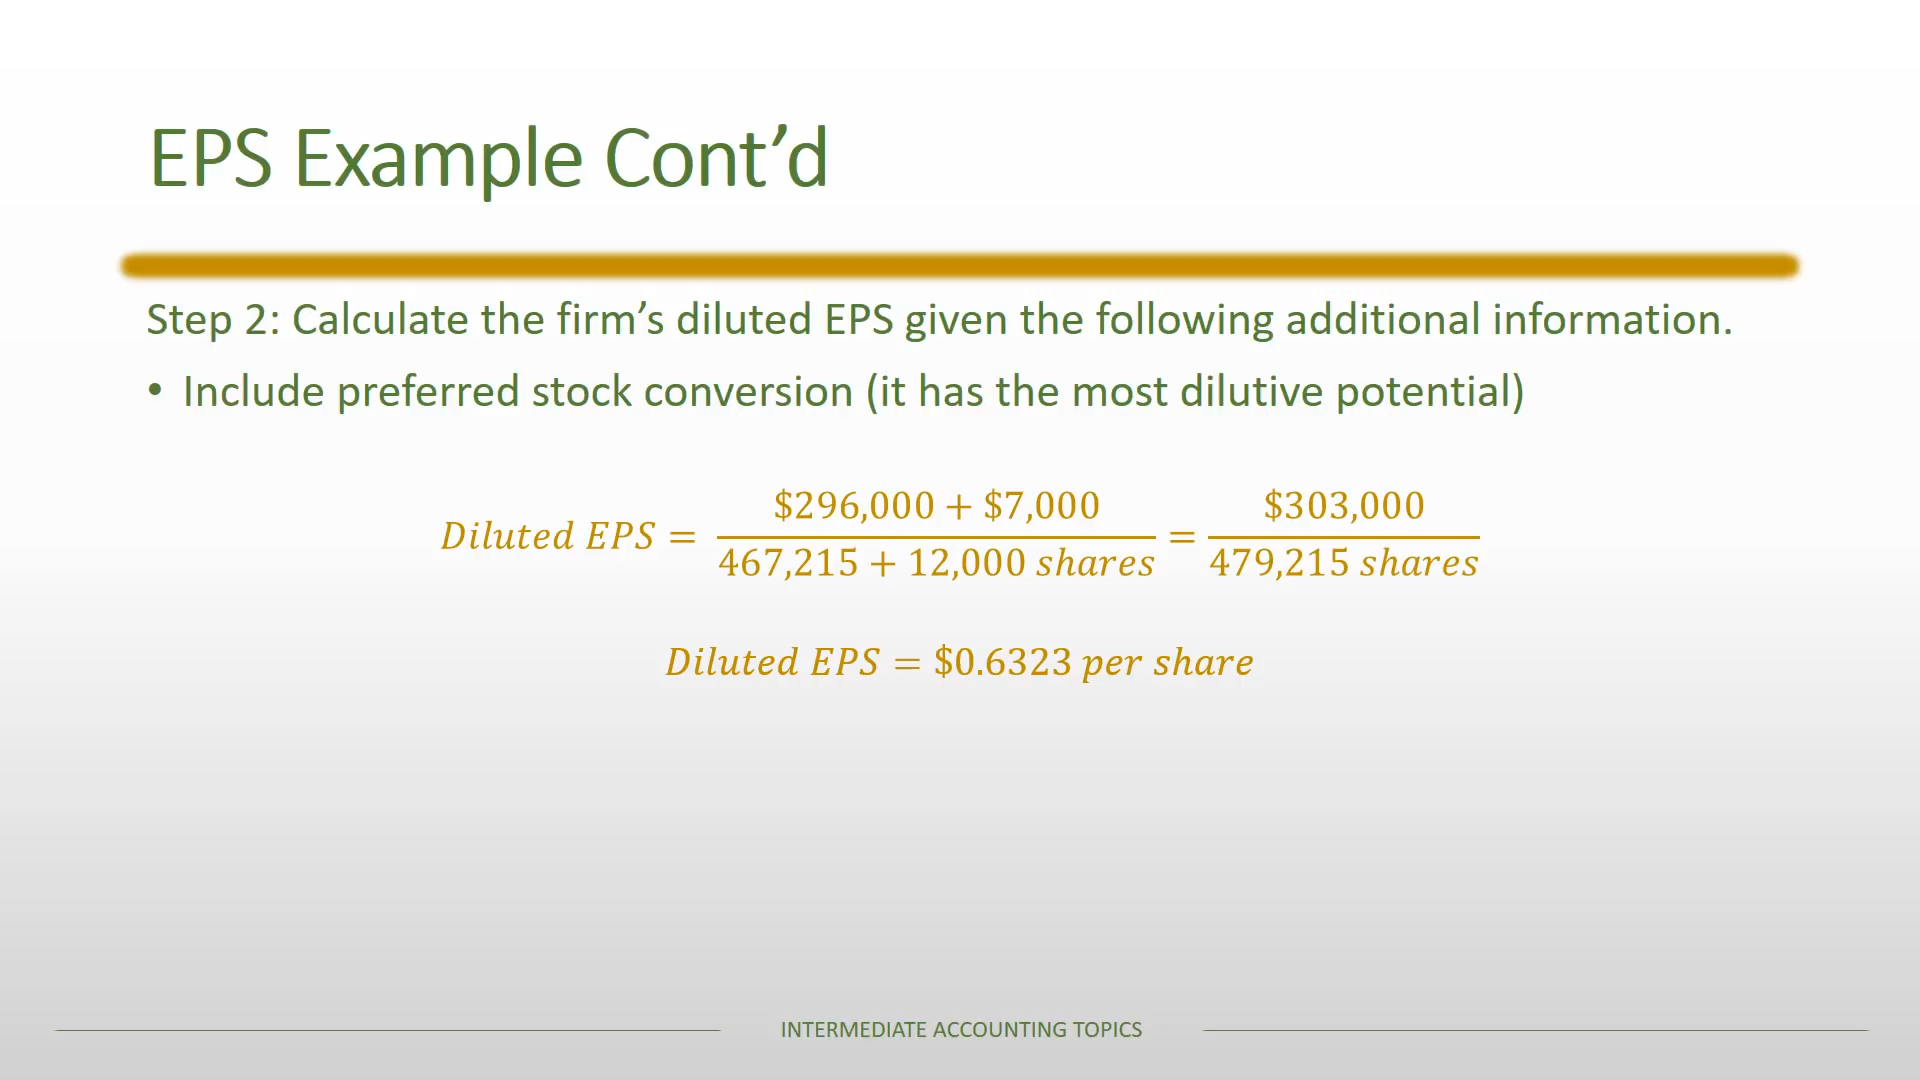 EPS Example Cont’d
Step 2: Calculate the firm’s diluted EPS given the following additional information.
• Include preferred stock conversion (it has the most dilutive potential)
Diluted EPS = $296,000 + $7,000 / 467,215 + 12,000 shares = $303,000 / 479,215 shares
Diluted EPS = $0.6323 per share
INTERMEDIATE ACCOUNTING TOPICS